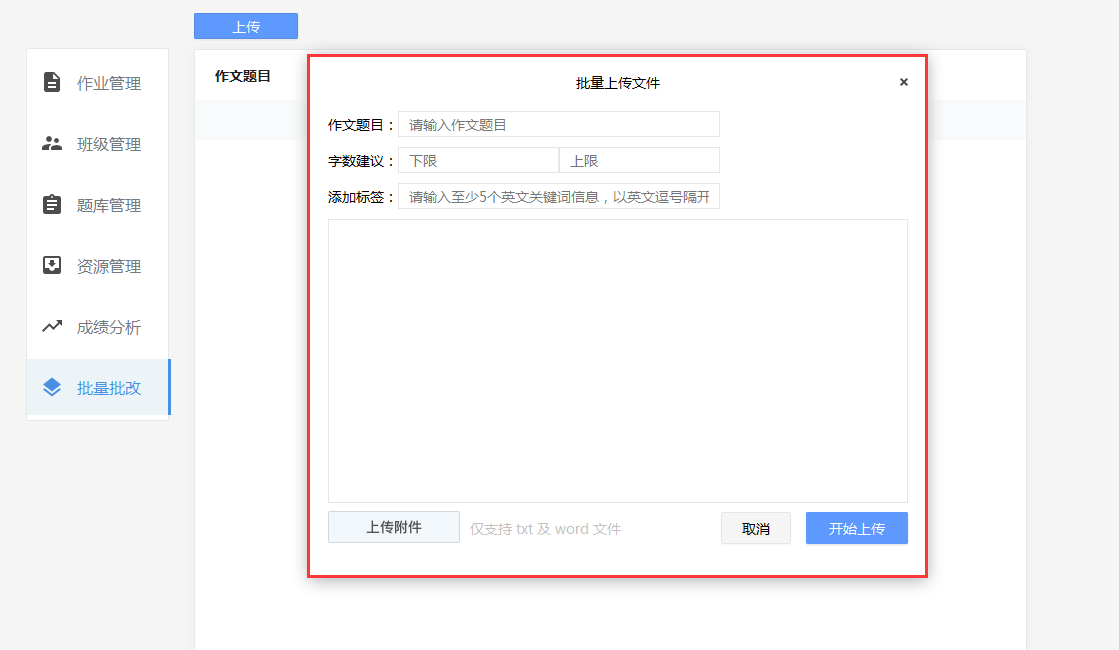 上传
作业管理
班级管理
题库管理
资源管理
成绩分析
批量批改
作文题目
批量上传文件
×
作文题目： 请输入作文题目
字数建议： 下限 上限
添加标签： 请输入至少5个英文关键词信息，以英文逗号隔开
上传附件 仅支持 txt 及 word 文件 取消 开始上传